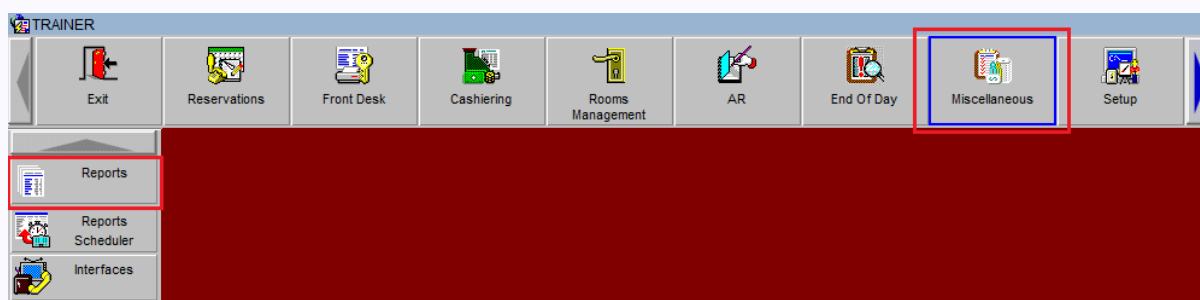 TRAINER
Exit
Reservations
Front Desk
Cashiering
Rooms
Management
AR
End Of Day
Miscellaneous
Setup
Reports
Reports
Scheduler
Interfaces